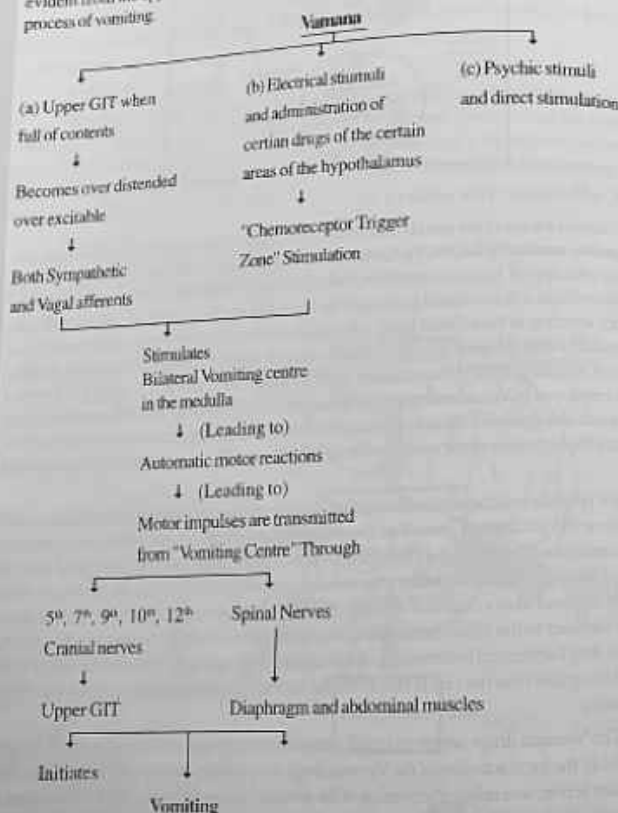 process of vomiting.
Vamana
(a) Upper GIT when
full of contents
↓
Becomes over distended
over excitable
↓
Both Sympathetic
and Vagal afferents
(b) Electrical stiumuli
and administration of
certian drugs of the certain
areas of the hypothalamus
↓
"Chemoreceptor Trigger
Zone" Stimulation
(c) Psychic stimuli
and direct stimulation
Stimulates
Bilateral Vomiting centre
in the medulla
↓ (Leading to)
Automatic motor reactions
↓ (Leading to)
Motor impulses are transmitted
from "Vomiting Centre" Through
5th, 7th, 9th, 10th, 12th
Cranial nerves
↓
Upper GIT
Spinal Nerves
Diaphragm and abdominal muscles
Initiates
Vomiting